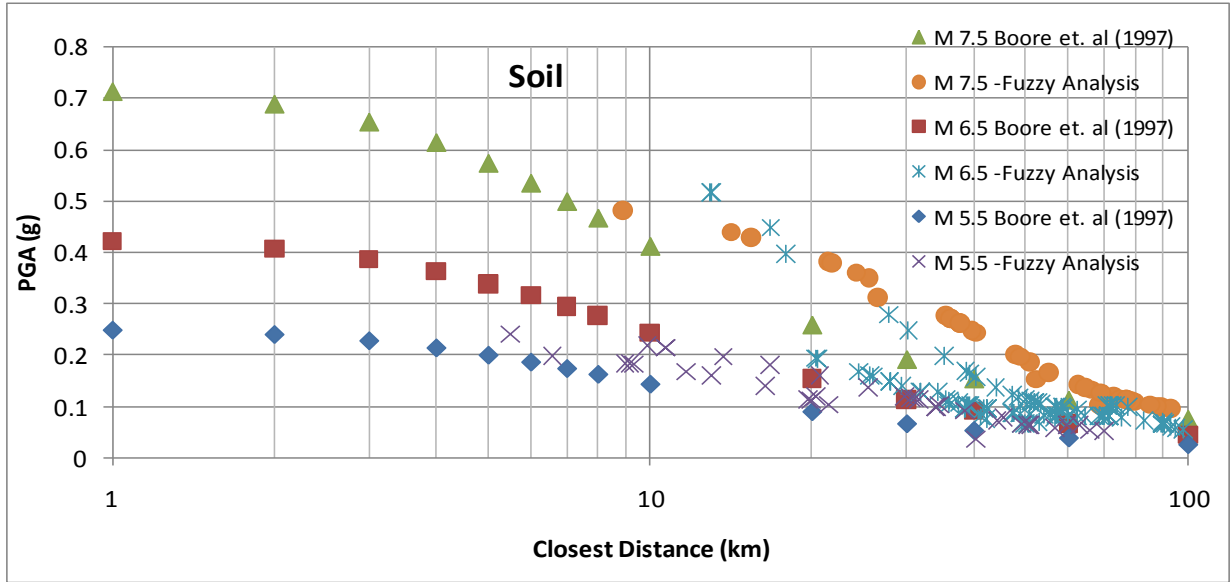 Soil
M 7.5 Boore et. al (1997)
M 7.5 -Fuzzy Analysis
M 6.5 Boore et. al (1997)
M 6.5 -Fuzzy Analysis
M 5.5 Boore et. al (1997)
M 5.5 -Fuzzy Analysis
PGA (g)
0.8
0.7
0.6
0.5
0.4
0.3
0.2
0.1
0
1
10
100
Closest Distance (km)